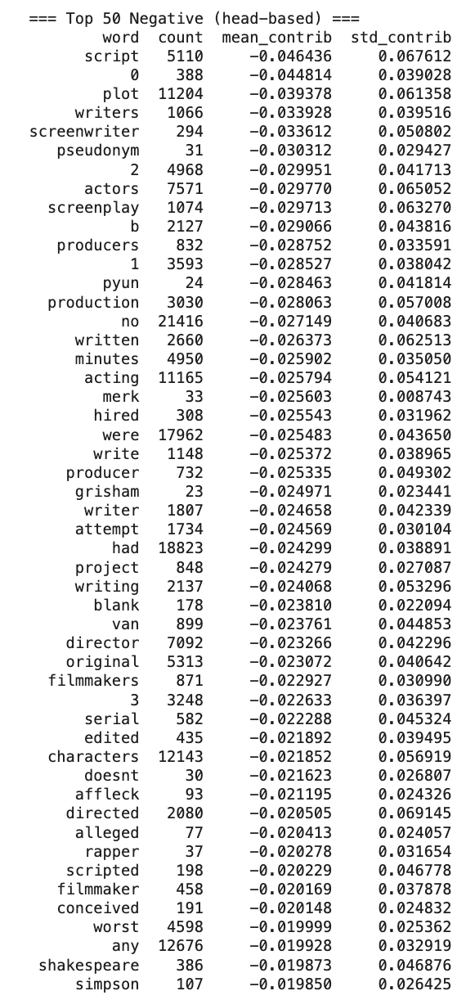 === Top 50 Negative (head-based) ===
word count mean_contrib std_contrib
script 5110 -0.046436 0.067612
0 388 -0.044814 0.039028
plot 11204 -0.039378 0.061358
writers 1066 -0.033928 0.039516
screenwriter 294 -0.033612 0.050802
pseudonym 31 -0.030312 0.029427
2 4968 -0.029951 0.041713
actors 7571 -0.029770 0.065052
screenplay 1074 -0.029713 0.063270
b 2127 -0.029066 0.043816
producers 832 -0.028752 0.033591
1 3593 -0.028527 0.038042
pyun 24 -0.028463 0.041814
production 3030 -0.028063 0.057008
no 21416 -0.027149 0.040683
written 2660 -0.026373 0.062513
minutes 4950 -0.025902 0.035050
acting 11165 -0.025794 0.054121
merk 33 -0.025603 0.008743
hired 308 -0.025543 0.031962
were 17962 -0.025483 0.043650
write 1148 -0.025372 0.038965
producer 732 -0.025335 0.049302
grisham 23 -0.024971 0.023441
writer 1807 -0.024658 0.042339
attempt 1734 -0.024569 0.030104
had 18823 -0.024299 0.038891
project 848 -0.024279 0.027087
writing 2137 -0.024068 0.053296
blank 178 -0.023810 0.022094
van 899 -0.023761 0.044853
director 7092 -0.023266 0.042296
original 5313 -0.023072 0.040642
filmmakers 871 -0.022927 0.030990
3 3248 -0.022633 0.036397
serial 582 -0.022288 0.045324
edited 435 -0.021892 0.039495
characters 12143 -0.021852 0.056919
doesnt 30 -0.021623 0.026807
affleck 93 -0.021195 0.024326
directed 2080 -0.020505 0.069145
alleged 77 -0.020413 0.024057
rapper 37 -0.020278 0.031654
scripted 198 -0.020229 0.046778
filmmaker 458 -0.020169 0.037878
conceived 191 -0.020148 0.024832
worst 4598 -0.019999 0.025362
any 12676 -0.019928 0.032919
shakespeare 386 -0.019873 0.046876
simpson 107 -0.019850 0.026425